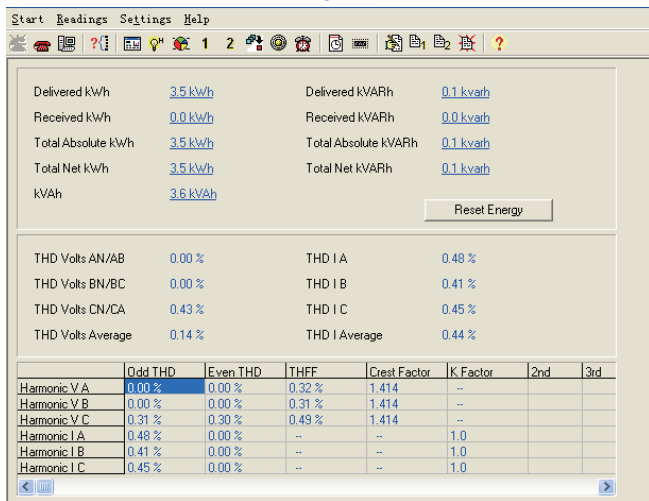 Start Readings Settings Help
?{} H 1 2 1 2 ?
Delivered kWh 3.5 kWh Delivered kVARh 0.1 kvarh
Received kWh 0.0 kWh Received kVARh 0.0 kvarh
Total Absolute kWh 3.5 kWh Total Absolute kVARh 0.1 kvarh
Total Net kWh 3.5 kWh Total Net kVARh 0.1 kvarh
kVAh 3.6 kVAh
Reset Energy
THD Volts AN/AB 0.00 % THD I A 0.48 %
THD Volts BN/BC 0.00 % THD I B 0.41 %
THD Volts CN/CA 0.43 % THD I C 0.45 %
THD Volts Average 0.14 % THD I Average 0.44 %
Odd THD Even THD THFF Crest Factor K Factor 2nd 3rd
Harmonic V A 0.00 % 0.00 % 0.32 % 1.414 --
Harmonic V B 0.00 % 0.00 % 0.31 % 1.414 --
Harmonic V C 0.31 % 0.30 % 0.49 % 1.414 --
Harmonic I A 0.48 % 0.00 % -- -- 1.0
Harmonic I B 0.41 % 0.00 % -- -- 1.0
Harmonic I C 0.45 % 0.00 % -- -- 1.0